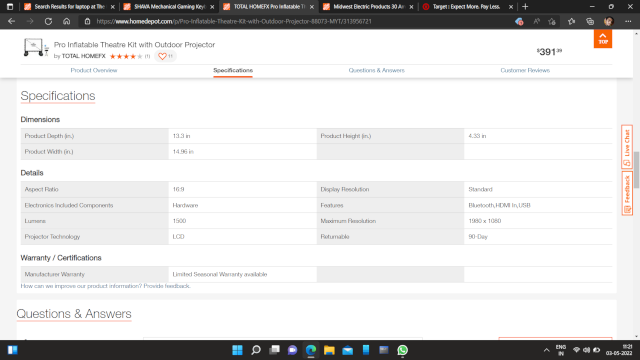 Search Results for laptop at The
SHAVA Mechanical Gaming Key
TOTAL HOMEFX Pro Inflatable T
Midwest Electric Products 30 A
Target : Expect More. Pay Less.
https://www.homedepot.com/p/Pro-Inflatable-Theatre-Kit-with-Outdoor-Projector-88073-MYT/313956721
Pro Inflatable Theatre Kit with Outdoor Projector
by TOTAL HOMEFX (1) 11
$391.39
TOP
Product Overview
Specifications
Questions & Answers
Customer Reviews
Specifications
Dimensions
Product Depth (in.) 13.3 in Product Height (in.) 4.33 in
Product Width (in.) 14.96 in
Details
Aspect Ratio 16:9 Display Resolution Standard
Electronics Included Components Hardware Features Bluetooth,HDMI In,USB
Lumens 1500 Maximum Resolution 1980 x 1080
Projector Technology LCD Returnable 90-Day
Warranty / Certifications
Manufacturer Warranty Limited Seasonal Warranty available
How can we improve our product information? Provide feedback.
Questions & Answers
Live Chat
Feedback
ENG
IN
11:21
03-05-2022